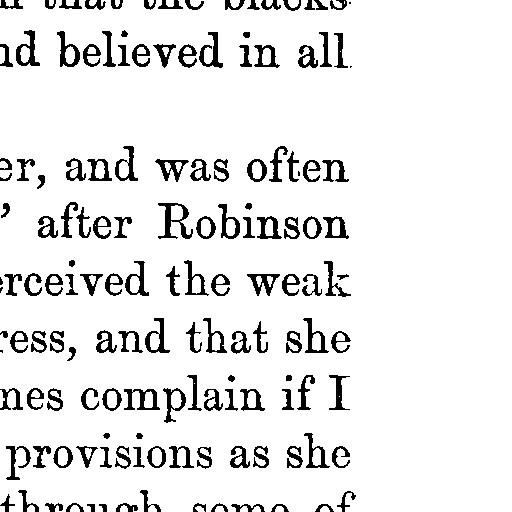 that the blacks
nd believed in all
er, and was often
’ after Robinson
erceived the weak
ress, and that she
nes complain if I
provisions as she
through some of